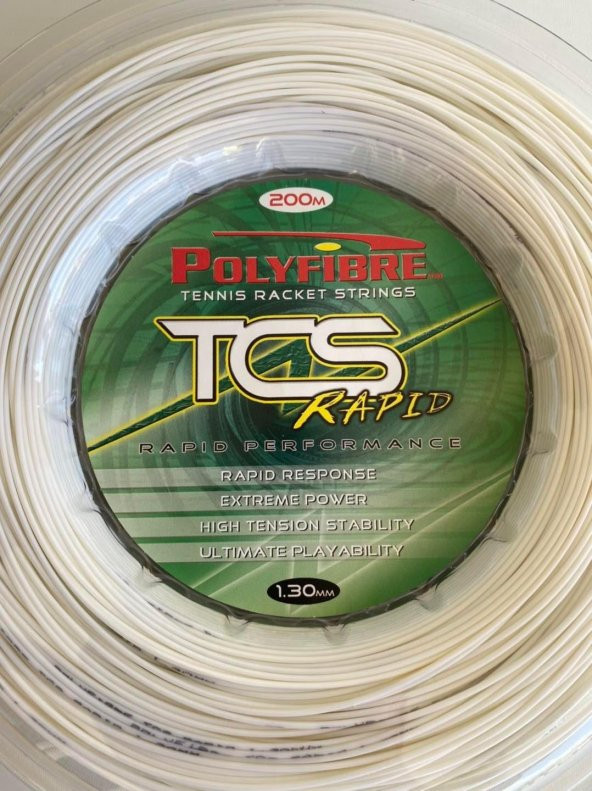 200M
POLYFIBRE
TENNIS RACKET STRINGS
TCS
RAPID
RAPID PERFORMANCE
RAPID RESPONSE
EXTREME POWER
HIGH TENSION STABILITY
ULTIMATE PLAYABILITY
1.30MM